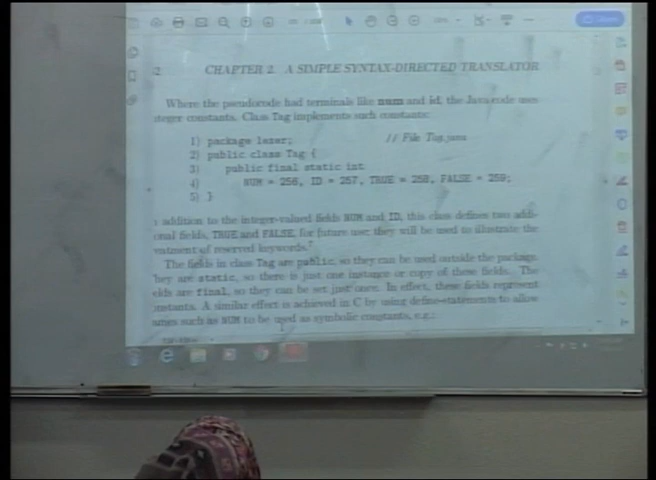 2 CHAPTER 2. A SIMPLE SYNTAX-DIRECTED TRANSLATOR
Where the pseudocode had terminals like num and id, the Java code uses
nteger constants. Class Tag implements such constants:
1) package lexer; // File Tag.java
2) public class Tag {
3) public final static int
4) NUM = 256, ID = 257, TRUE = 258, FALSE = 259;
5) }
addition to the integer-valued fields NUM and ID, this class defines two addi-
onal fields, TRUE and FALSE, for future use; they will be used to illustrate the
eatment of reserved keywords.7
The fields in class Tag are public, so they can be used outside the package.
hey are static, so there is just one instance or copy of these fields. The
elds are final, so they can be set just once. In effect, these fields represent
onstants. A similar effect is achieved in C by using define-statements to allow
ames such as NUM to be used as symbolic constants, e.g.: